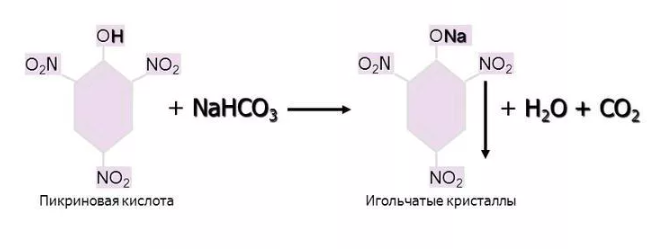 OH
O₂N
NO₂
NO₂
Пикриновая кислота
+ NaHCO₃
ONa
O₂N
NO₂
NO₂
Игольчатые кристаллы
+ H₂O + CO₂